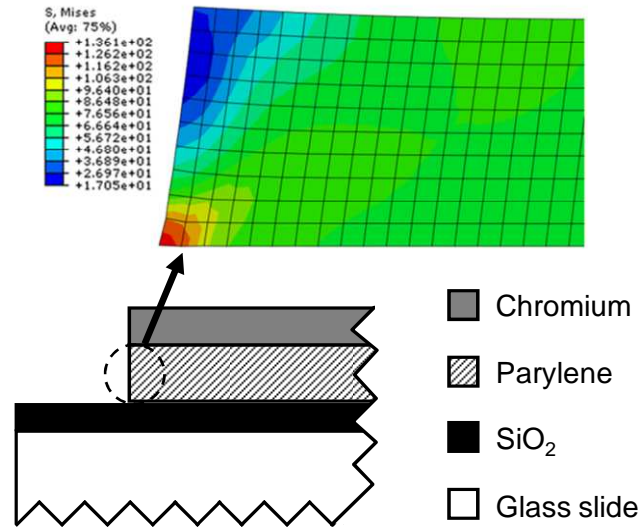 S, Mises
(Avg: 75%)
+1.361e+02
+1.262e+02
+1.162e+02
+1.063e+02
+9.640e+01
+8.648e+01
+7.656e+01
+6.664e+01
+5.672e+01
+4.680e+01
+3.689e+01
+2.697e+01
+1.705e+01
Chromium
Parylene
SiO₂
Glass slide